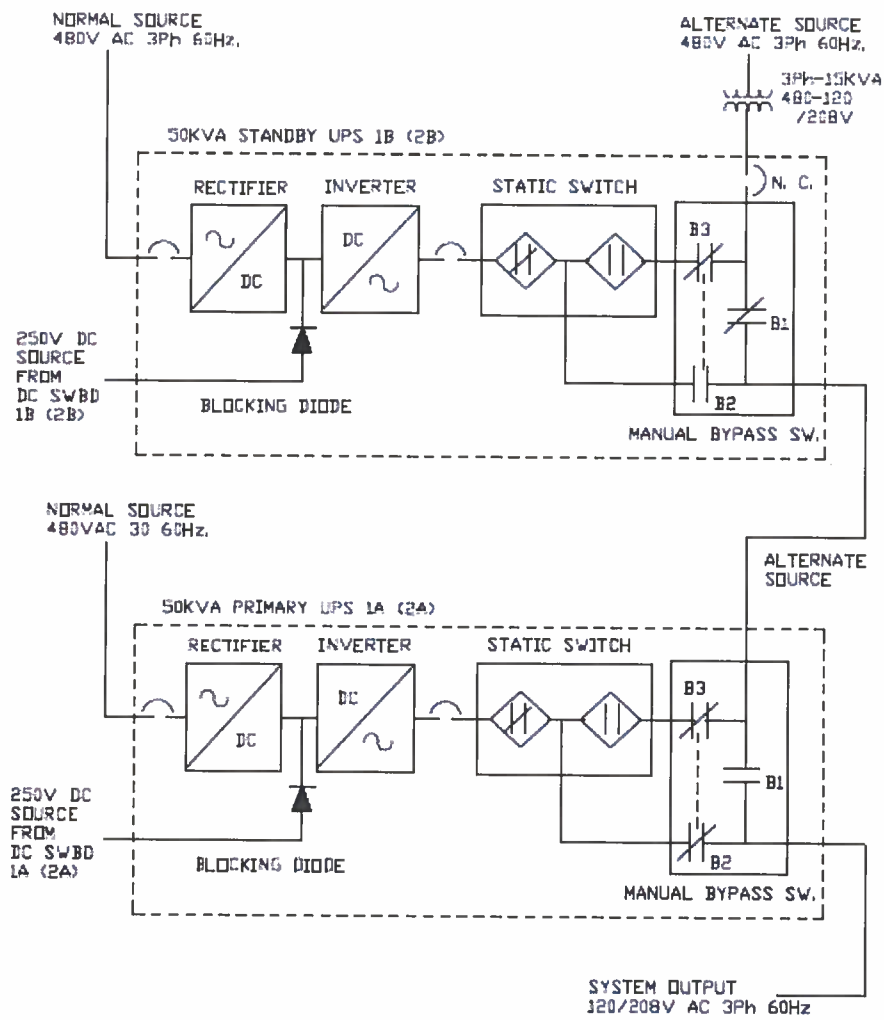 NORMAL SOURCE
480V AC 3Ph 60Hz.
ALTERNATE SOURCE
480V AC 3Ph 60Hz.
3Ph-15KVA
480-120
/208V
50KVA STANDBY UPS 1B (2B)
N. C.
RECTIFIER
INVERTER
STATIC SWITCH
B3
DC
DC
B1
250V DC
SOURCE
FROM
DC SWBD
1B (2B)
BLOCKING DIODE
B2
MANUAL BYPASS SW.
NORMAL SOURCE
480VAC 30 60Hz.
ALTERNATE
SOURCE
50KVA PRIMARY UPS 1A (2A)
RECTIFIER
INVERTER
STATIC SWITCH
B3
DC
DC
B1
250V DC
SOURCE
FROM
DC SWBD
1A (2A)
BLOCKING DIODE
B2
MANUAL BYPASS SW.
SYSTEM OUTPUT
120/208V AC 3Ph 60Hz